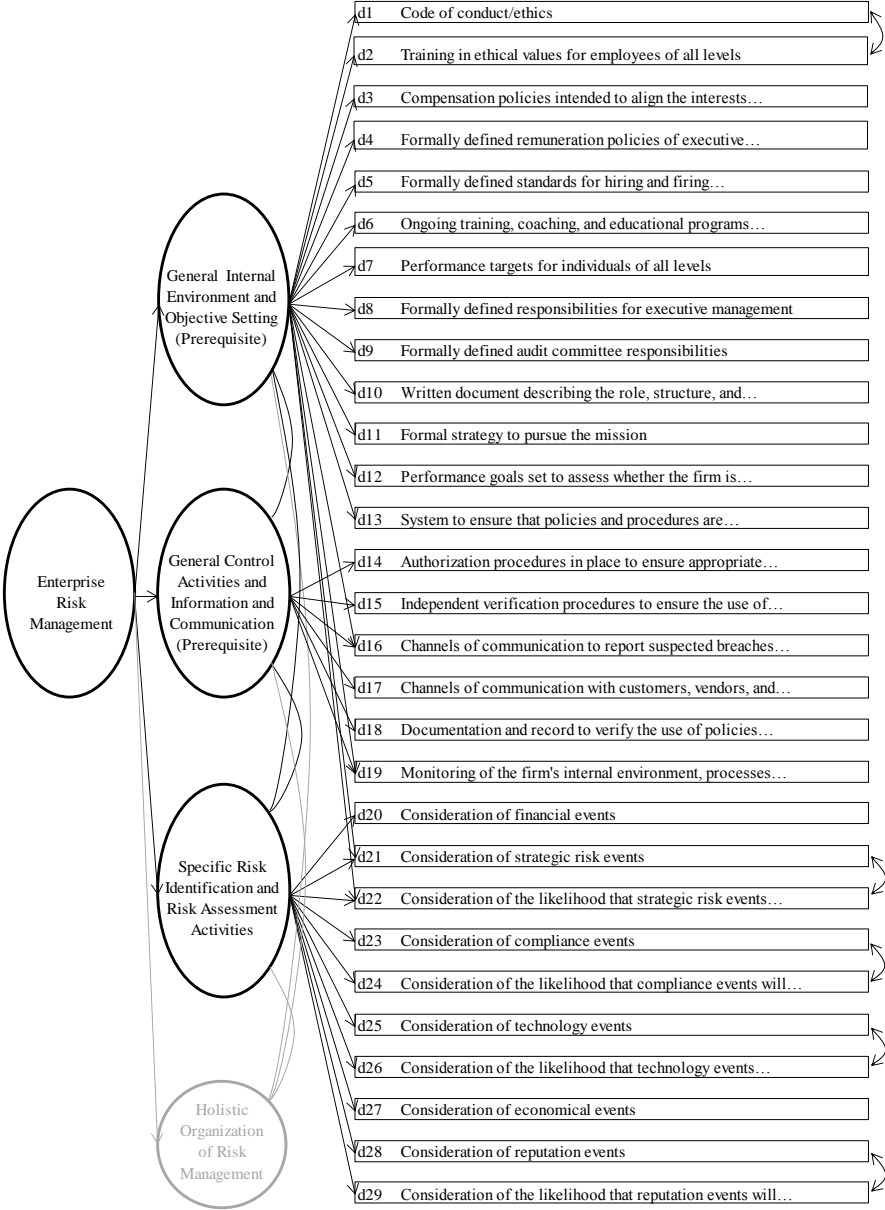 d1 Code of conduct/ethics
d2 Training in ethical values for employees of all levels
d3 Compensation policies intended to align the interests…
d4 Formally defined remuneration policies of executive…
d5 Formally defined standards for hiring and firing…
d6 Ongoing training, coaching, and educational programs…
d7 Performance targets for individuals of all levels
d8 Formally defined responsibilities for executive management
d9 Formally defined audit committee responsibilities
d10 Written document describing the role, structure, and…
d11 Formal strategy to pursue the mission
d12 Performance goals set to assess whether the firm is…
d13 System to ensure that policies and procedures are…
d14 Authorization procedures in place to ensure appropriate…
d15 Independent verification procedures to ensure the use of…
d16 Channels of communication to report suspected breaches…
d17 Channels of communication with customers, vendors, and…
d18 Documentation and record to verify the use of policies…
d19 Monitoring of the firm's internal environment, processes…
d20 Consideration of financial events
d21 Consideration of strategic risk events
d22 Consideration of the likelihood that strategic risk events…
d23 Consideration of compliance events
d24 Consideration of the likelihood that compliance events will…
d25 Consideration of technology events
d26 Consideration of the likelihood that technology events…
d27 Consideration of economical events
d28 Consideration of reputation events
d29 Consideration of the likelihood that reputation events will…
General Internal
Environment and
Objective Setting
(Prerequisite)
Enterprise
Risk
Management
General Control
Activities and
Information and
Communication
(Prerequisite)
Specific Risk
Identification and
Risk Assessment
Activities
Holistic
Organization
of Risk
Management